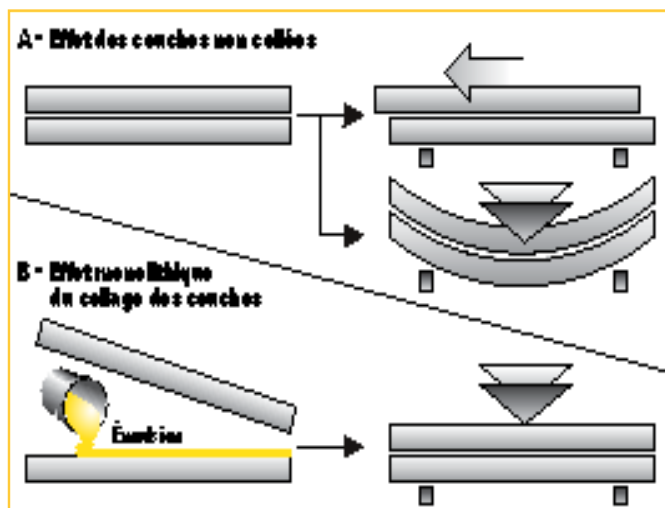 A - Effet des couches non collées
B - Effet monolithique
du collage des couches
Émulsion